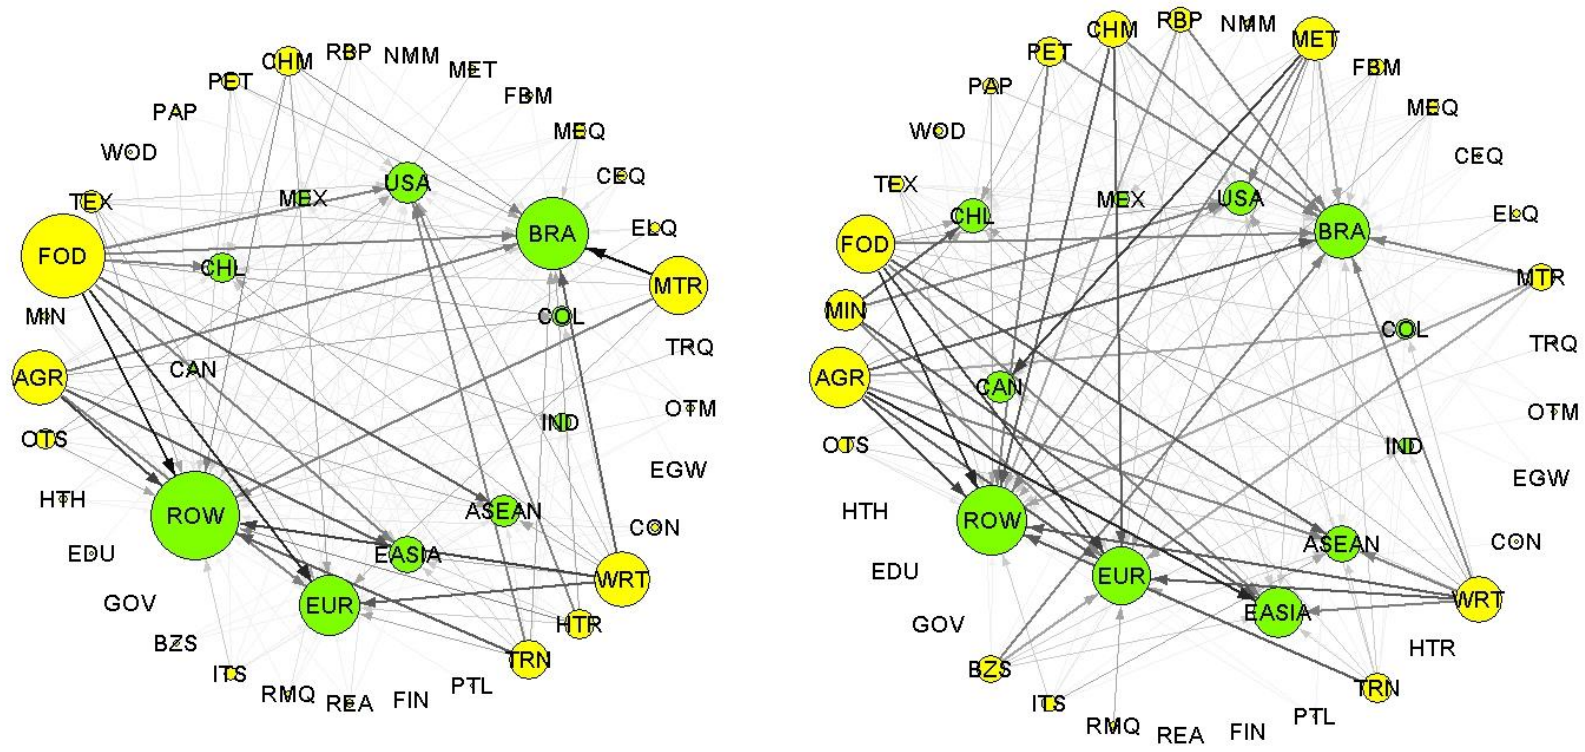 CHM
RBP
NMM
MET
PET
FBM
PAP
MEQ
WOD
CEQ
USA
TEX
MEX
ELQ
BRA
FOD
CHL
MTR
MIN
COL
TRQ
CAN
AGR
OTM
IND
OTS
EGW
HTH
ASEAN
ROW
CON
EDU
EASIA
WRT
GOV
EUR
HTR
BZS
TRN
ITS
PTL
RMQ
REA
FIN
CHM
RBP
NMM
MET
PET
FBM
PAP
MEQ
WOD
CEQ
TEX
MEX
USA
CHL
ELQ
BRA
FOD
MTR
MIN
COL
TRQ
AGR
CAN
OTM
OTS
IND
EGW
HTH
ROW
CON
ASEAN
EDU
EUR
WRT
EASIA
GOV
HTR
BZS
TRN
ITS
PTL
RMQ
REA
FIN